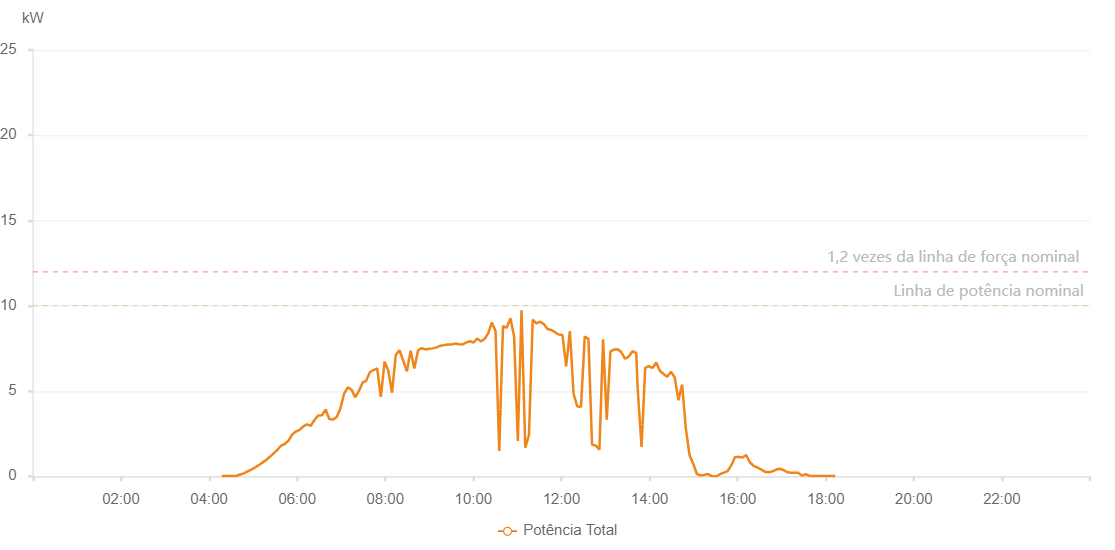 kW
25
20
15
1,2 vezes da linha de força nominal
Linha de potência nominal
10
5
0
02:00 04:00 06:00 08:00 10:00 12:00 14:00 16:00 18:00 20:00 22:00
Potência Total